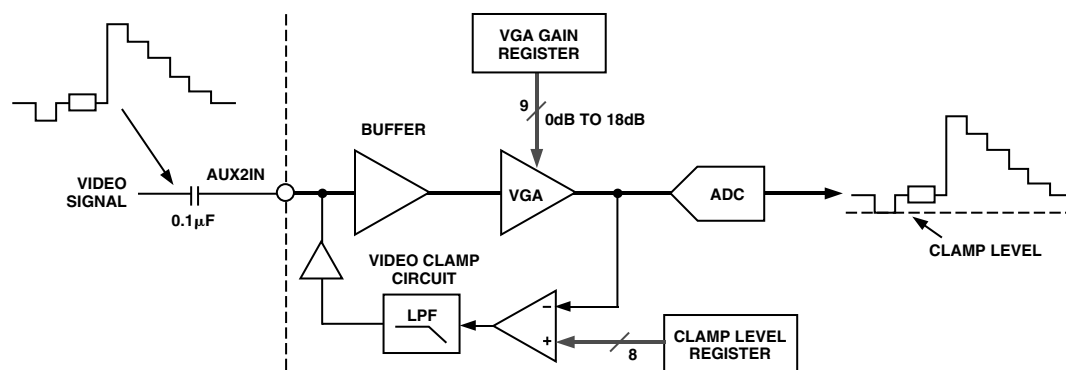 VGA GAIN
REGISTER
9
0dB TO 18dB
BUFFER
VIDEO
SIGNAL
AUX2IN
0.1μF
VGA
ADC
CLAMP LEVEL
VIDEO CLAMP
CIRCUIT
LPF
−
+
8
CLAMP LEVEL
REGISTER